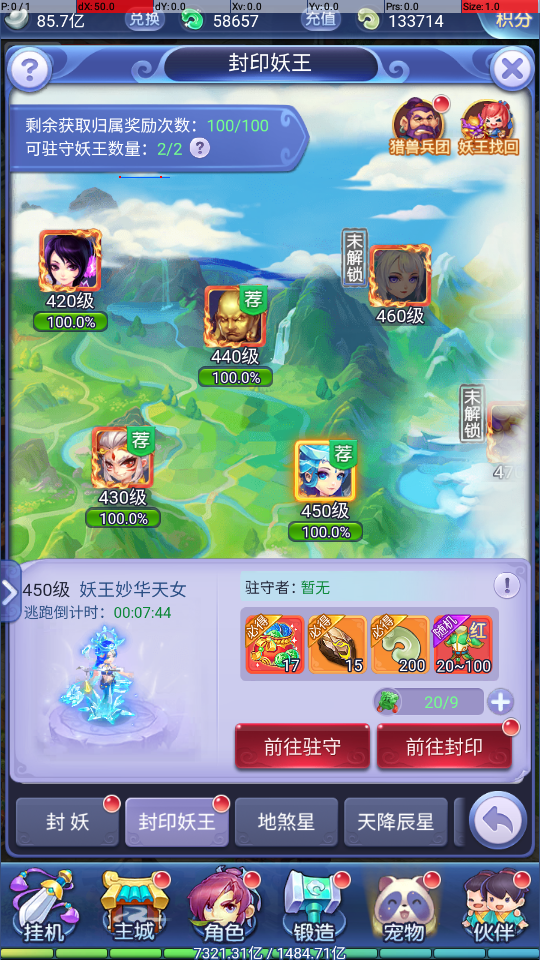 P: 0 / 1 dX: 50.0 dY: 0.0 Xv: 0.0 Yv: 0.0 Prs: 0.0 Size: 1.0
85.7亿 兑换 58657 充值 133714 积分
封印妖王
剩余获取归属奖励次数：100/100
可驻守妖王数量：2/2
猎兽兵团 妖王找回
420级
100.0%
荐
440级
100.0%
未解锁
460级
未解锁
47
荐
430级
100.0%
荐
450级
100.0%
450级 妖王妙华天女
逃跑倒计时：00:07:44
驻守者：暂无
必得 17
必得 15
必得 200
随机 红 20~100
20/9
前往驻守 前往封印
封妖 封印妖王 地煞星 天降辰星
挂机 主城 角色 锻造 宠物 伙伴
7321.31亿 / 1484.71亿